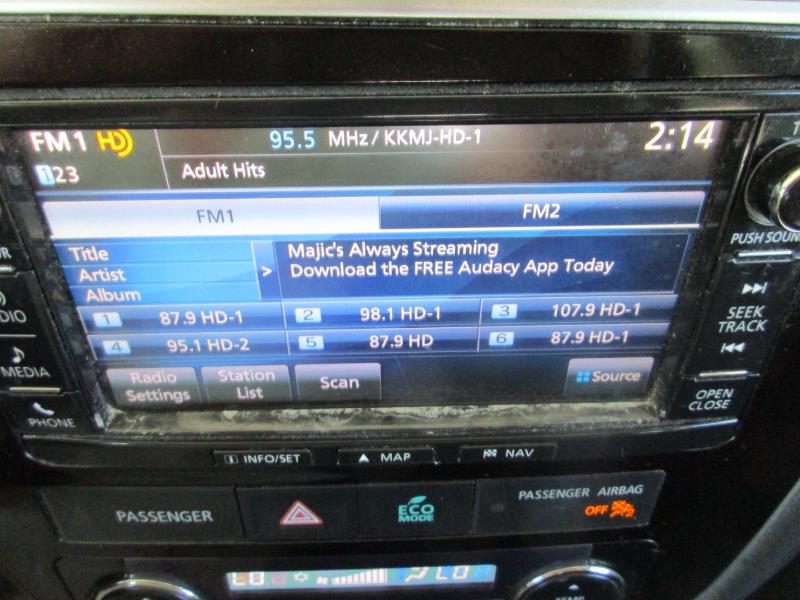 FM1 HD 95.5 MHz / KKMJ-HD-1 2:14
123 Adult Hits
FM1 FM2
Title
Artist
Album
>
Majic's Always Streaming
Download the FREE Audacy App Today
1 87.9 HD-1 2 98.1 HD-1 3 107.9 HD-1
4 95.1 HD-2 5 87.9 HD 6 87.9 HD-1
Radio Settings
Station List
Scan
Source
MEDIA
PHONE
PUSH SOUN
SEEK
TRACK
OPEN
CLOSE
i INFO/SET
MAP
NAV
PASSENGER
ECO
MODE
PASSENGER AIRBAG
OFF
LO